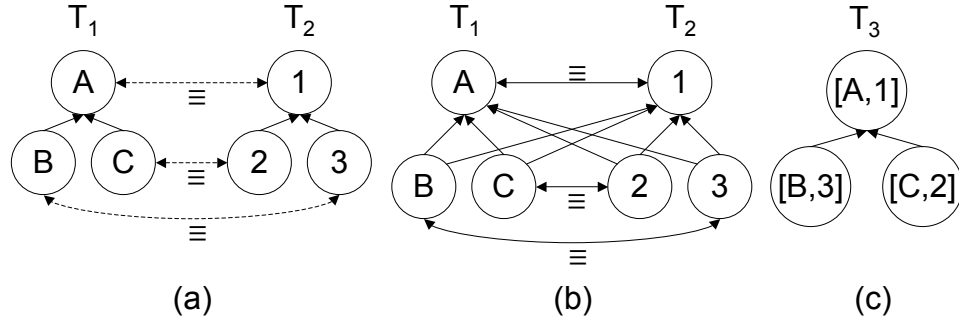 T1 T2 T1 T2 T3
A ≡ 1 A ≡ 1 [A,1]
B C ≡ 2 3 B C ≡ 2 3 [B,3] [C,2]
≡ ≡
(a) (b) (c)